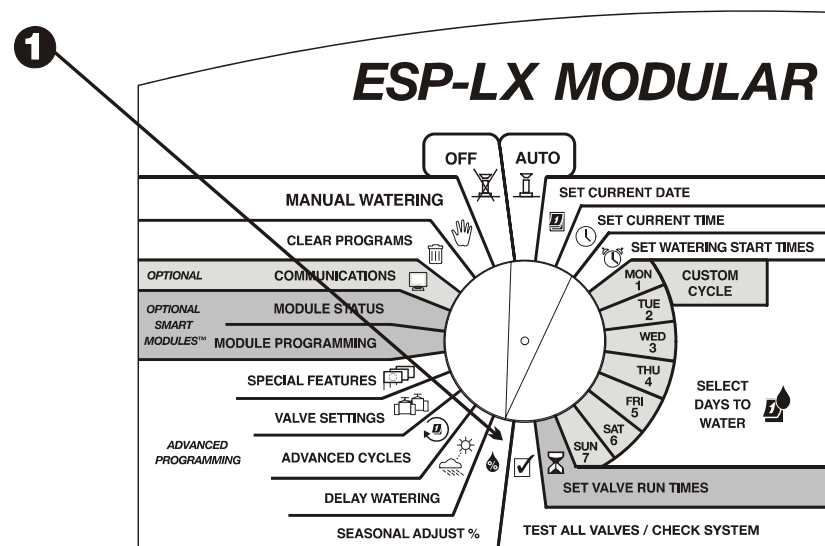 1
ESP-LX MODULAR
OFF
AUTO
MANUAL WATERING
SET CURRENT DATE
1
CLEAR PROGRAMS
SET CURRENT TIME
SET WATERING START TIMES
OPTIONAL
COMMUNICATIONS
MON
1
CUSTOM
CYCLE
OPTIONAL
SMART
MODULES™
MODULE STATUS
MODULE PROGRAMMING
TUE
2
WED
3
THU
4
FRI
5
SAT
6
SUN
7
SELECT
DAYS TO
WATER
1
SPECIAL FEATURES
VALVE SETTINGS
ADVANCED
PROGRAMMING
ADVANCED CYCLES
1
DELAY WATERING
SEASONAL ADJUST %
%
SET VALVE RUN TIMES
TEST ALL VALVES / CHECK SYSTEM